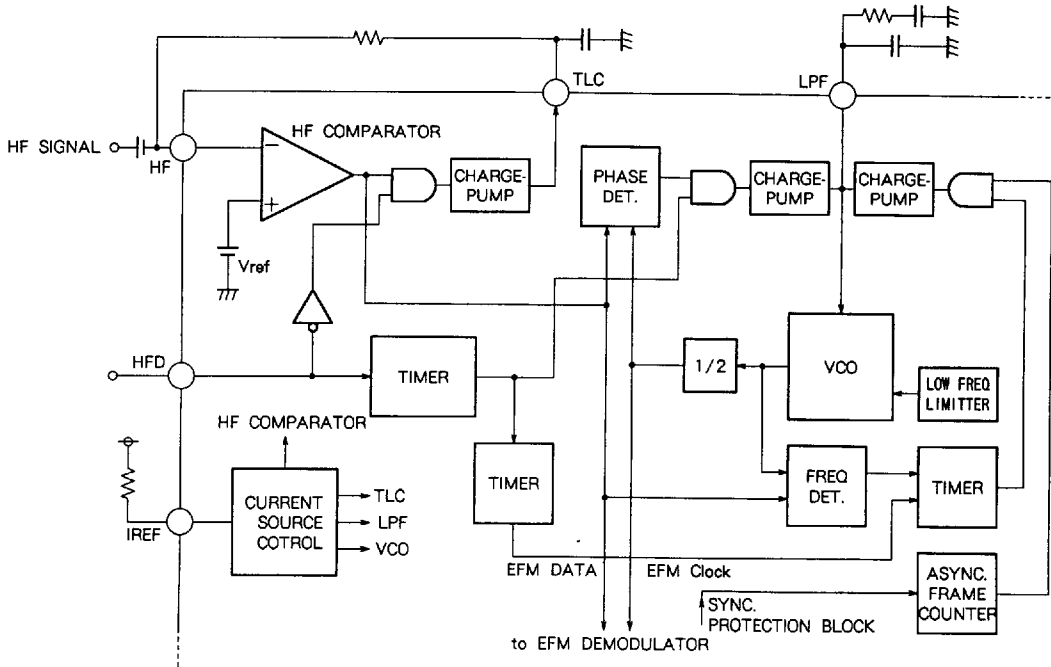 TLC
LPF
HF SIGNAL
HF
HF COMPARATOR
−
+
Vref
CHARGE-
PUMP
PHASE
DET.
CHARGE-
PUMP
CHARGE-
PUMP
HFD
TIMER
1/2
VCO
LOW FREQ
LIMITTER
HF COMPARATOR
IREF
CURRENT
SOURCE
COTROL
TLC
LPF
VCO
TIMER
FREQ
DET.
TIMER
EFM DATA
EFM Clock
SYNC.
PROTECTION BLOCK
ASYNC.
FRAME
COUNTER
to EFM DEMODULATOR